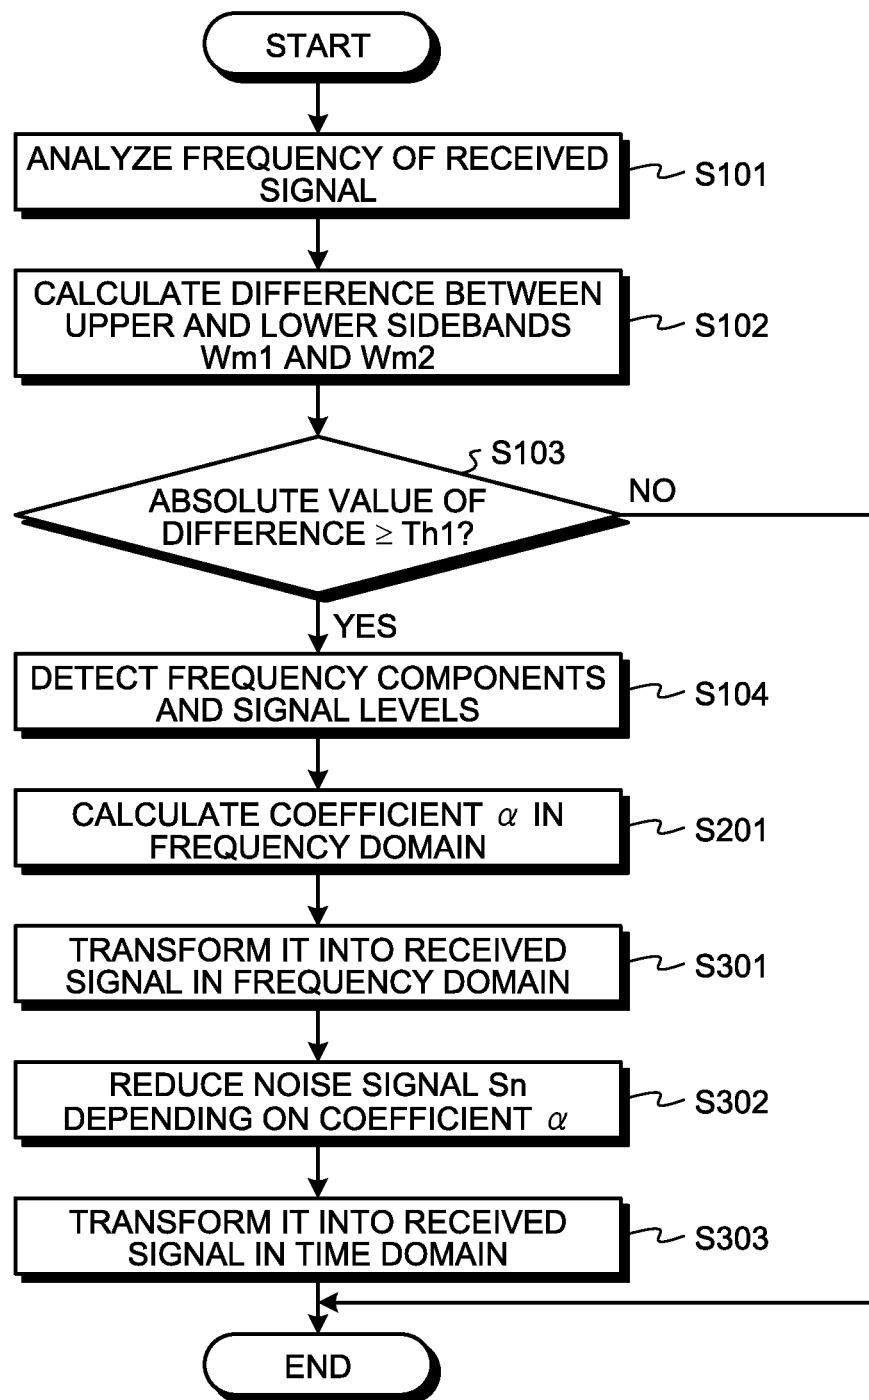 START
ANALYZE FREQUENCY OF RECEIVED
SIGNAL
S101
CALCULATE DIFFERENCE BETWEEN
UPPER AND LOWER SIDEBANDS
Wm1 AND Wm2
S102
S103
ABSOLUTE VALUE OF
DIFFERENCE ≥ Th1?
NO
YES
DETECT FREQUENCY COMPONENTS
AND SIGNAL LEVELS
S104
CALCULATE COEFFICIENT α IN
FREQUENCY DOMAIN
S201
TRANSFORM IT INTO RECEIVED
SIGNAL IN FREQUENCY DOMAIN
S301
REDUCE NOISE SIGNAL Sn
DEPENDING ON COEFFICIENT α
S302
TRANSFORM IT INTO RECEIVED
SIGNAL IN TIME DOMAIN
S303
END